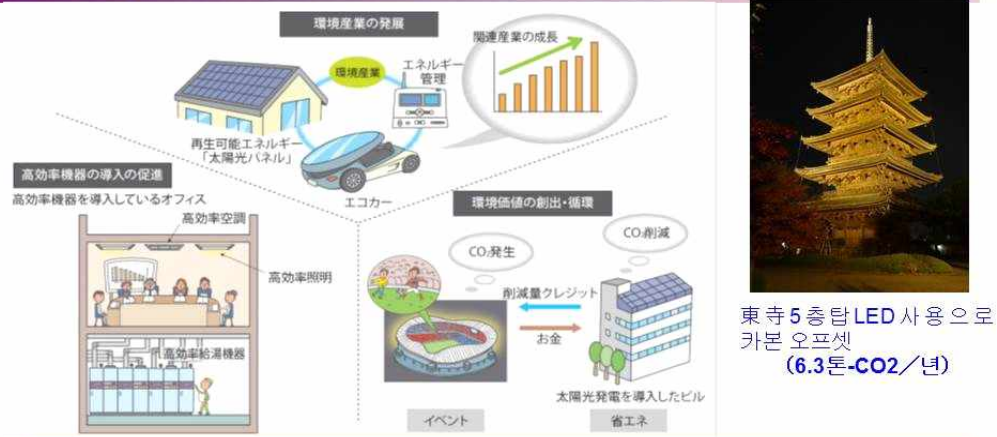 環境産業の発展
関連産業の成長
環境産業
エネルギー
管理
再生可能エネルギー
「太陽光パネル」
エコカー
高効率機器の導入の促進
高効率機器を導入しているオフィス
高効率空調
高効率照明
高効率給湯機器
環境価値の創出・循環
CO₂発生
CO₂削減
削減量クレジット
お金
太陽光発電を導入したビル
イベント
省エネ
東寺5층탑LED사용으로
카본 오프셋
(6.3톤-CO2／년)